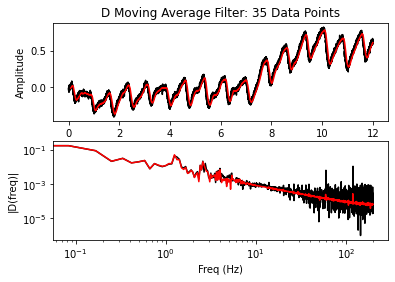 D Moving Average Filter: 35 Data Points
Amplitude
0.5
0.0
0 2 4 6 8 10 12
|D(freq)|
10⁻¹
10⁻³
10⁻⁵
10⁻¹ 10⁰ 10¹ 10²
Freq (Hz)